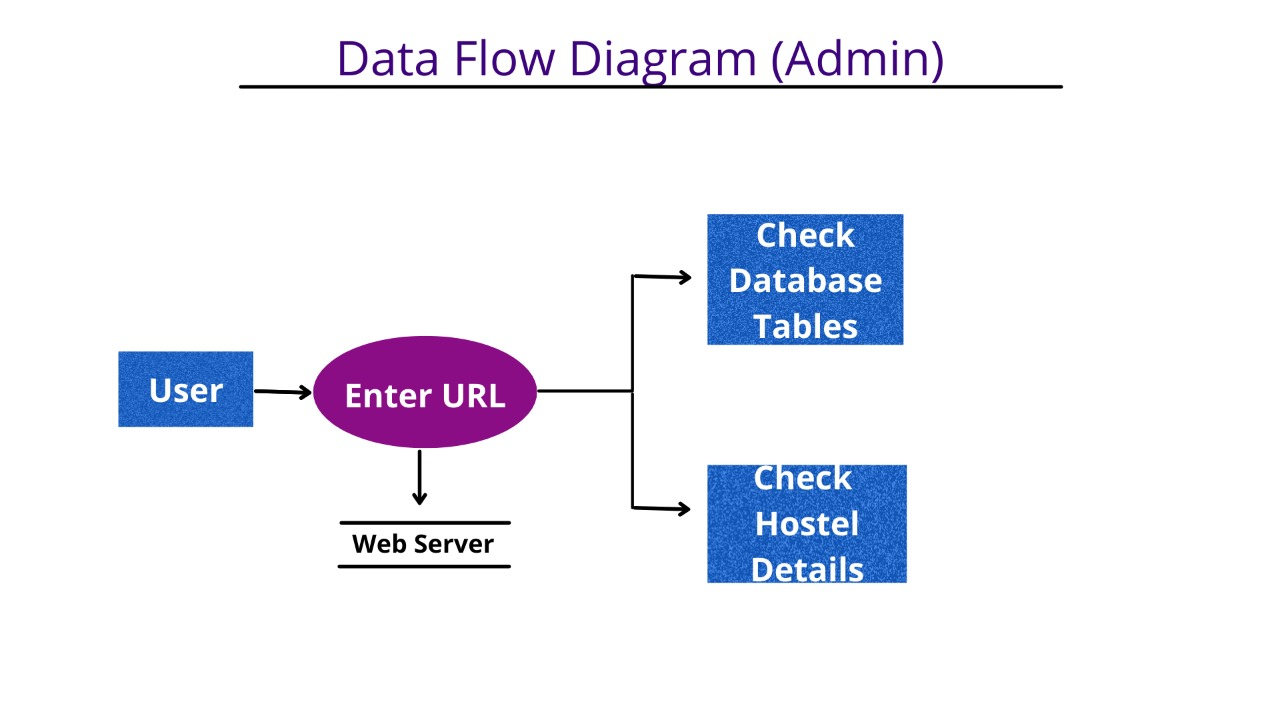 Data Flow Diagram (Admin)
Check
Database
Tables
User
Enter URL
Web Server
Check
Hostel
Details